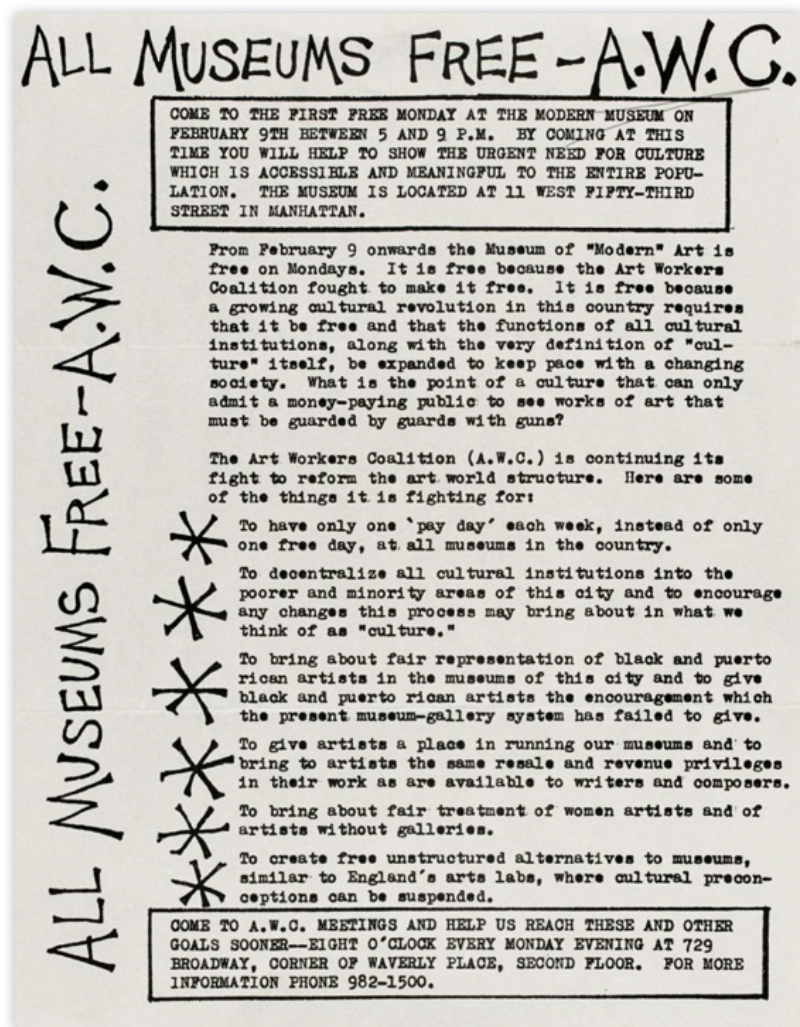 ALL MUSEUMS FREE-A.W.C.
COME TO THE FIRST FREE MONDAY AT THE MODERN MUSEUM ON
FEBRUARY 9TH BETWEEN 5 AND 9 P.M.  BY COMING AT THIS
TIME YOU WILL HELP TO SHOW THE URGENT NEED FOR CULTURE
WHICH IS ACCESSIBLE AND MEANINGFUL TO THE ENTIRE POPU-
LATION.  THE MUSEUM IS LOCATED AT 11 WEST FIFTY-THIRD
STREET IN MANHATTAN.
ALL MUSEUMS FREE-A.W.C.
From February 9 onwards the Museum of "Modern" Art is
free on Mondays.  It is free because the Art Workers
Coalition fought to make it free.  It is free because
a growing cultural revolution in this country requires
that it be free and that the functions of all cultural
institutions, along with the very definition of "cul-
ture" itself, be expanded to keep pace with a changing
society.  What is the point of a culture that can only
admit a money-paying public to see works of art that
must be guarded by guards with guns?
The Art Workers Coalition (A.W.C.) is continuing its
fight to reform the art world structure.  Here are some
of the things it is fighting for:
To have only one `pay day´ each week, instead of only
one free day, at all museums in the country.
To decentralize all cultural institutions into the
poorer and minority areas of this city and to encourage
any changes this process may bring about in what we
think of as "culture."
To bring about fair representation of black and puerto
rican artists in the museums of this city and to give
black and puerto rican artists the encouragement which
the present museum-gallery system has failed to give.
To give artists a place in running our museums and to
bring to artists the same resale and revenue privileges
in their work as are available to writers and composers.
To bring about fair treatment of women artists and of
artists without galleries.
To create free unstructured alternatives to museums,
similar to England´s arts labs, where cultural precon-
ceptions can be suspended.
COME TO A.W.C. MEETINGS AND HELP US REACH THESE AND OTHER
GOALS SOONER--EIGHT O´CLOCK EVERY MONDAY EVENING AT 729
BROADWAY, CORNER OF WAVERLY PLACE, SECOND FLOOR.  FOR MORE
INFORMATION PHONE 982-1500.